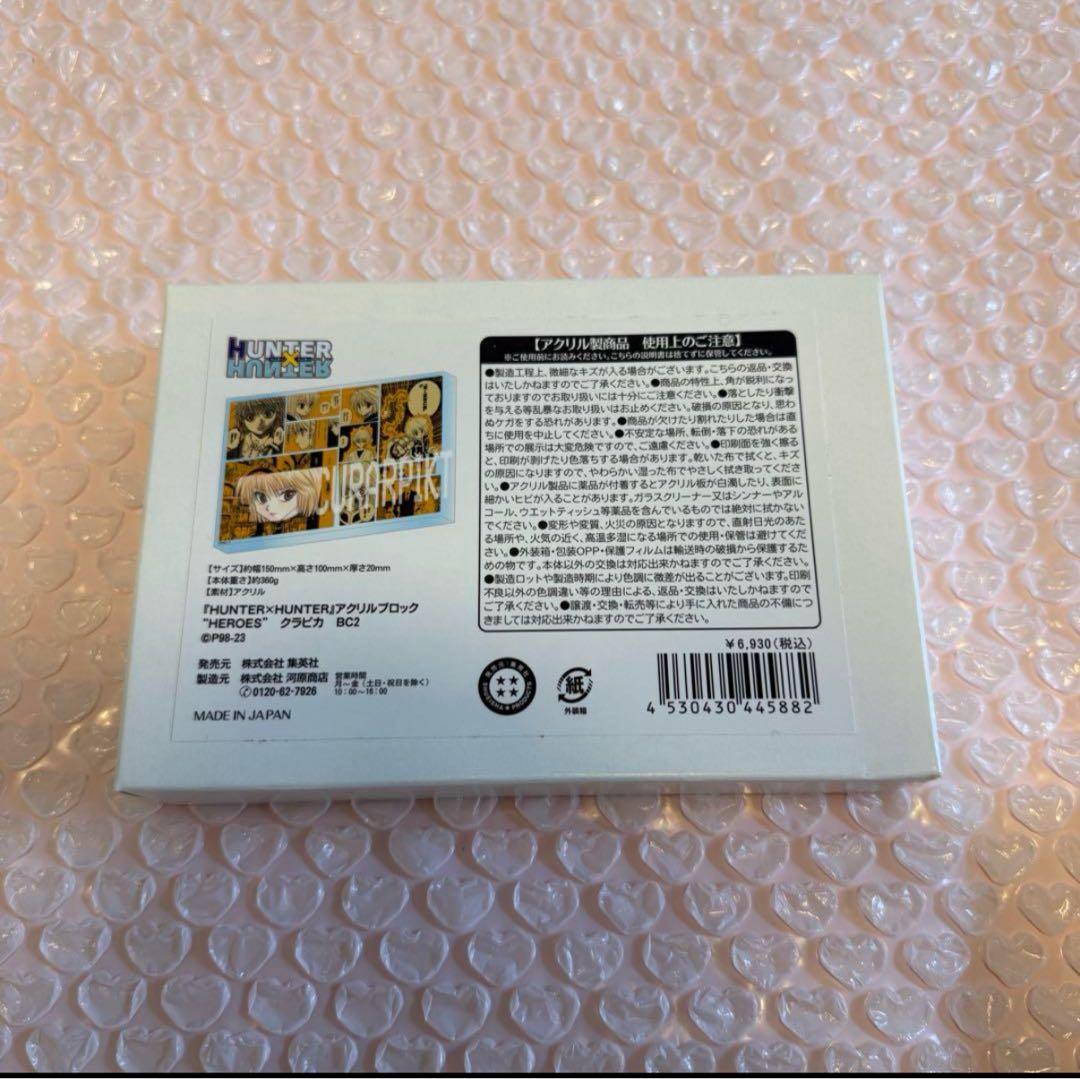 HUNTER
×
HUNTER
CURARPIKT
【サイズ】約幅150mm×高さ100mm×厚さ20mm
【本体重さ】約360g
【素材】アクリル
『HUNTER×HUNTER』アクリルブロック
"HEROES" クラピカ BC2
©P98-23
発売元 株式会社 集英社
製造元 株式会社 河原商店 営業時間
月〜金（土日・祝日を除く）
✆0120-62-7926 10：00〜16：00
MADE IN JAPAN
【アクリル製商品 使用上のご注意】
※ご使用前にお読みください。こちらの説明書は捨てずに保管してください。
●製造工程上、微細なキズが入る場合がございます。こちらの返品・交換
はいたしかねますのでご了承ください。●商品の特性上、角が鋭利になっ
ておりますのでお取り扱いには十分にご注意ください。●落としたり衝撃
を与える等乱暴なお取り扱いはお止めください。破損の原因となり、思わ
ぬケガをする恐れがあります。●商品が欠けたり割れたりした場合は直
ちに使用を中止してください。●不安定な場所、転倒・落下の恐れがある
場所での展示は大変危険ですので、ご遠慮ください。●印刷面を強く擦る
と、印刷が剥げたり色落ちする場合があります。乾いた布で拭くと、キズ
の原因になりますので、やわらかい湿った布でやさしく拭き取ってくださ
い。●アクリル製品に薬品が付着するとアクリル板が白濁したり、表面に
細かいヒビが入ることがあります。ガラスクリーナー又はシンナーやアル
コール、ウエットティッシュ等薬品を含んでいるものでは絶対に拭かない
でください。●変形や変質、火災の原因となりますので、直射日光のあた
る場所や、火気の近く、高温多湿になる場所での使用・保管は避けてくだ
さい。●外装箱・包装OPP・保護フィルムは輸送時の破損から保護するた
めの物です。本体以外の交換は対応出来かねますのでご了承ください。
●製造ロットや製造時期により色調に微差が出ることがございます。印刷
不良以外の色調違い等の理由による、返品・交換はいたしかねますので
ご了承ください。●譲渡・交換・転売等により手に入れた商品の不備につ
きましては対応出来かねますのでご了承ください。
￥6,930(税込)
紙
外装箱
4 530430 445882